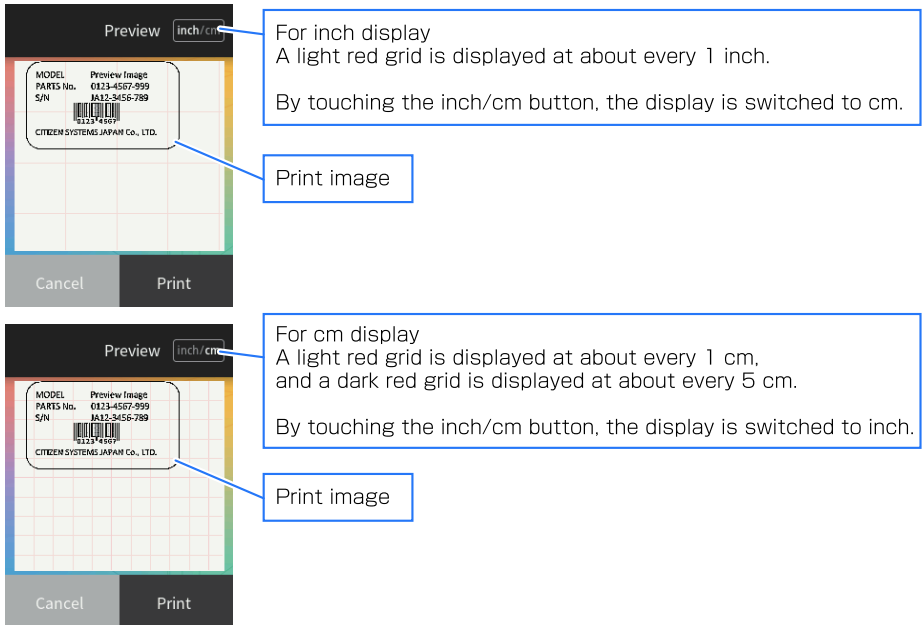 Preview inch/cm
MODEL Preview Image
PARTS No. 0123-4567-999
S/N JA12-3456-789
0123 4567
CITIZEN SYSTEMS JAPAN Co., LTD.
Cancel Print
For inch display
A light red grid is displayed at about every 1 inch.
By touching the inch/cm button, the display is switched to cm.
Print image
Preview inch/cm
MODEL Preview Image
PARTS No. 0123-4567-999
S/N JA12-3456-789
0123 4567
CITIZEN SYSTEMS JAPAN Co., LTD.
Cancel Print
For cm display
A light red grid is displayed at about every 1 cm,
and a dark red grid is displayed at about every 5 cm.
By touching the inch/cm button, the display is switched to inch.
Print image